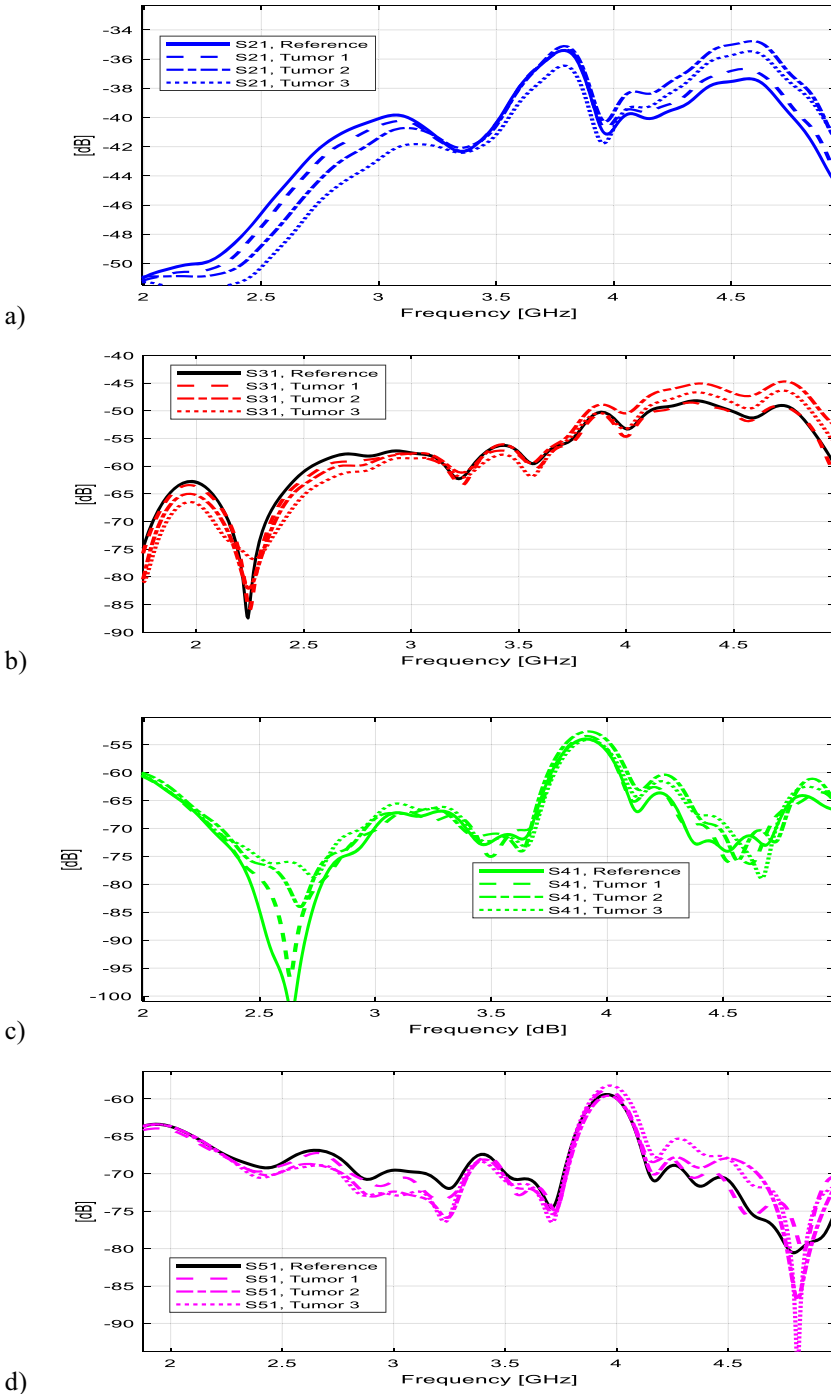 -34
-36
-38
-40
-42
-44
-46
-48
-50
[dB]
S21, Reference
S21, Tumor 1
S21, Tumor 2
S21, Tumor 3
2 2.5 3 3.5 4 4.5
Frequency [GHz]
a)
-40
-45
-50
-55
-60
-65
-70
-75
-80
-85
-90
[dB]
S31, Reference
S31, Tumor 1
S31, Tumor 2
S31, Tumor 3
2 2.5 3 3.5 4 4.5
Frequency [GHz]
b)
-55
-60
-65
-70
-75
-80
-85
-90
-95
-100
[dB]
S41, Reference
S41, Tumor 1
S41, Tumor 2
S41, Tumor 3
2 2.5 3 3.5 4 4.5
Frequency [dB]
c)
-60
-65
-70
-75
-80
-85
-90
[dB]
S51, Reference
S51, Tumor 1
S51, Tumor 2
S51, Tumor 3
2 2.5 3 3.5 4 4.5
Frequency [GHz]
d)